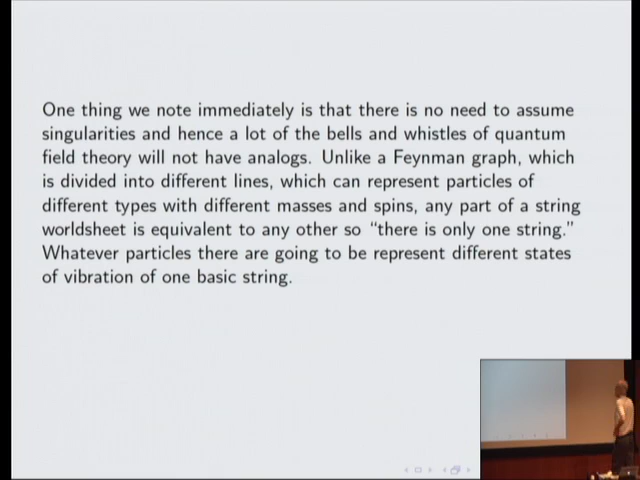 One thing we note immediately is that there is no need to assume
singularities and hence a lot of the bells and whistles of quantum
field theory will not have analogs. Unlike a Feynman graph, which
is divided into different lines, which can represent particles of
different types with different masses and spins, any part of a string
worldsheet is equivalent to any other so “there is only one string.”
Whatever particles there are going to be represent different states
of vibration of one basic string.